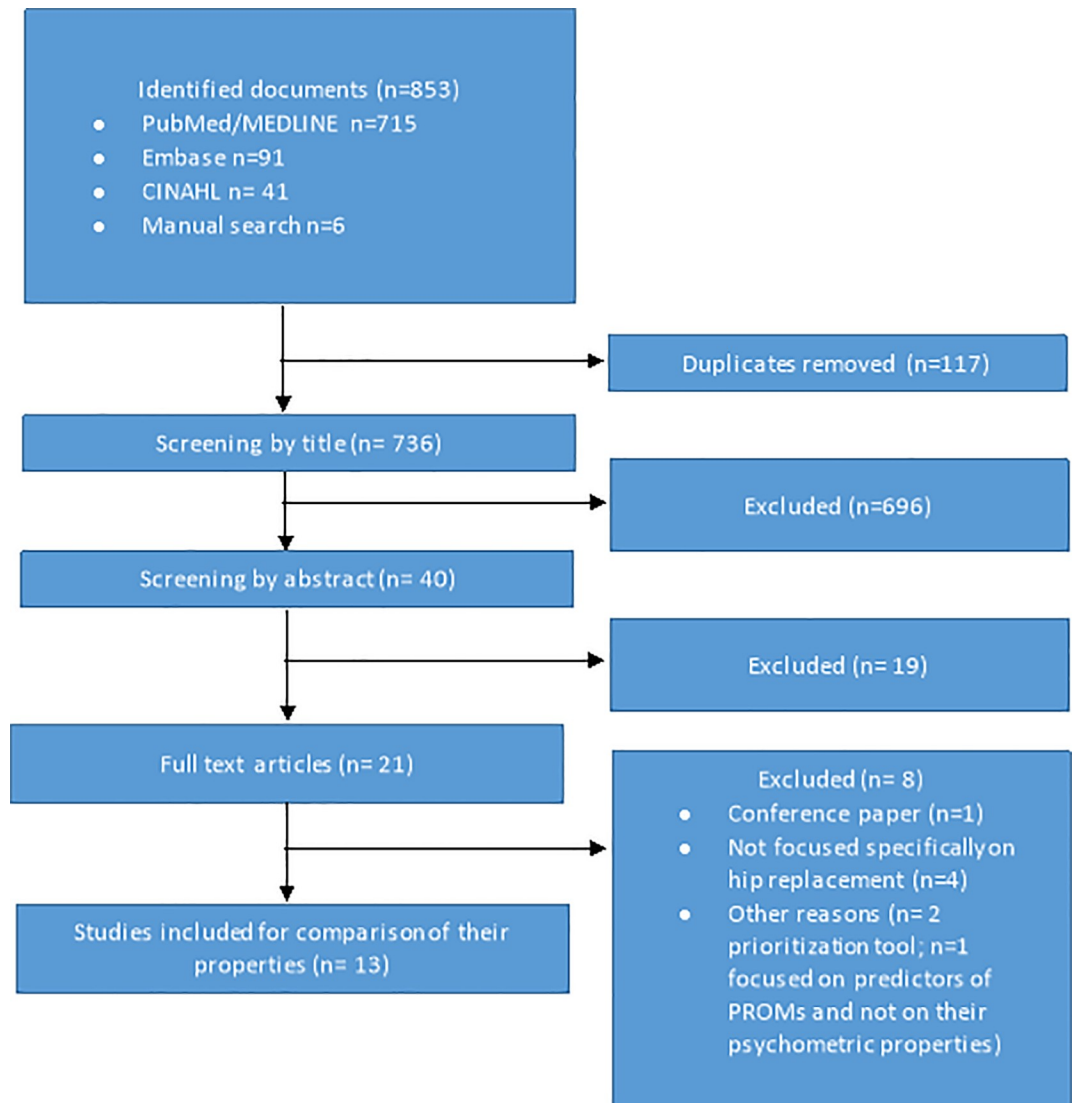 Identified documents (n=853)
● PubMed/MEDLINE n=715
● Embase n=91
● CINAHL n= 41
● Manual search n=6
Duplicates removed (n=117)
Screening by title (n= 736)
Excluded (n=696)
Screening by abstract (n= 40)
Excluded (n= 19)
Full text articles (n= 21)
Excluded (n= 8)
● Conference paper (n=1)
● Not focused specifically on
hip replacement (n=4)
● Other reasons (n= 2
prioritization tool; n=1
focused on predictors of
PROMs and not on their
psychometric properties)
Studies included for comparison of their
properties (n= 13)